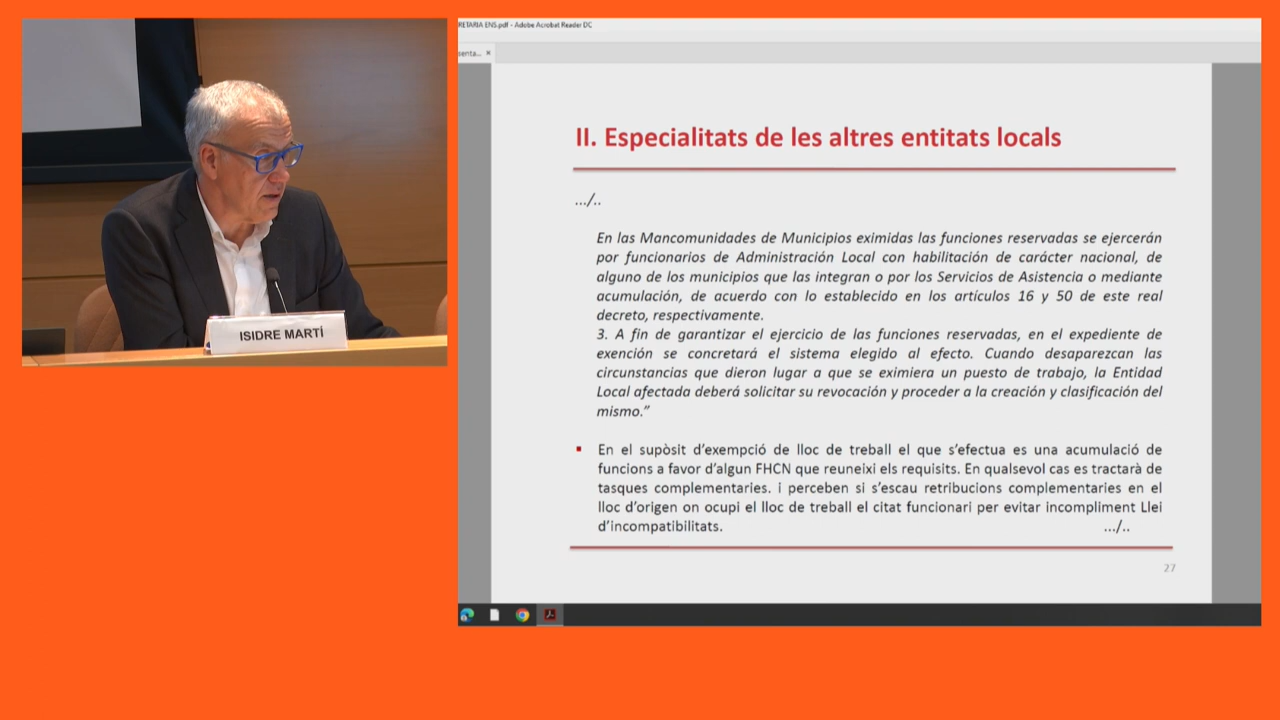 ISIDRE MARTÍ
RETARIA ENS.pdf - Adobe Acrobat Reader DC
senta... ×
II. Especialitats de les altres entitats locals
.../..
En las Mancomunidades de Municipios eximidas las funciones reservadas se ejercerán
por funcionarios de Administración Local con habilitación de carácter nacional, de
alguno de los municipios que las integran o por los Servicios de Asistencia o mediante
acumulación, de acuerdo con lo establecido en los artículos 16 y 50 de este real
decreto, respectivamente.
3. A fin de garantizar el ejercicio de las funciones reservadas, en el expediente de
exención se concretará el sistema elegido al efecto. Cuando desaparezcan las
circunstancias que dieron lugar a que se eximiera un puesto de trabajo, la Entidad
Local afectada deberá solicitar su revocación y proceder a la creación y clasificación del
mismo.”
▪ En el supòsit d’exempció de lloc de treball el que s’efectua es una acumulació de
funcions a favor d’algun FHCN que reuneixi els requisits. En qualsevol cas es tractarà de
tasques complementaries. i perceben si s’escau retribucions complementaries en el
lloc d’origen on ocupi el lloc de treball el citat funcionari per evitar incompliment Llei
d’incompatibilitats. .../..
27